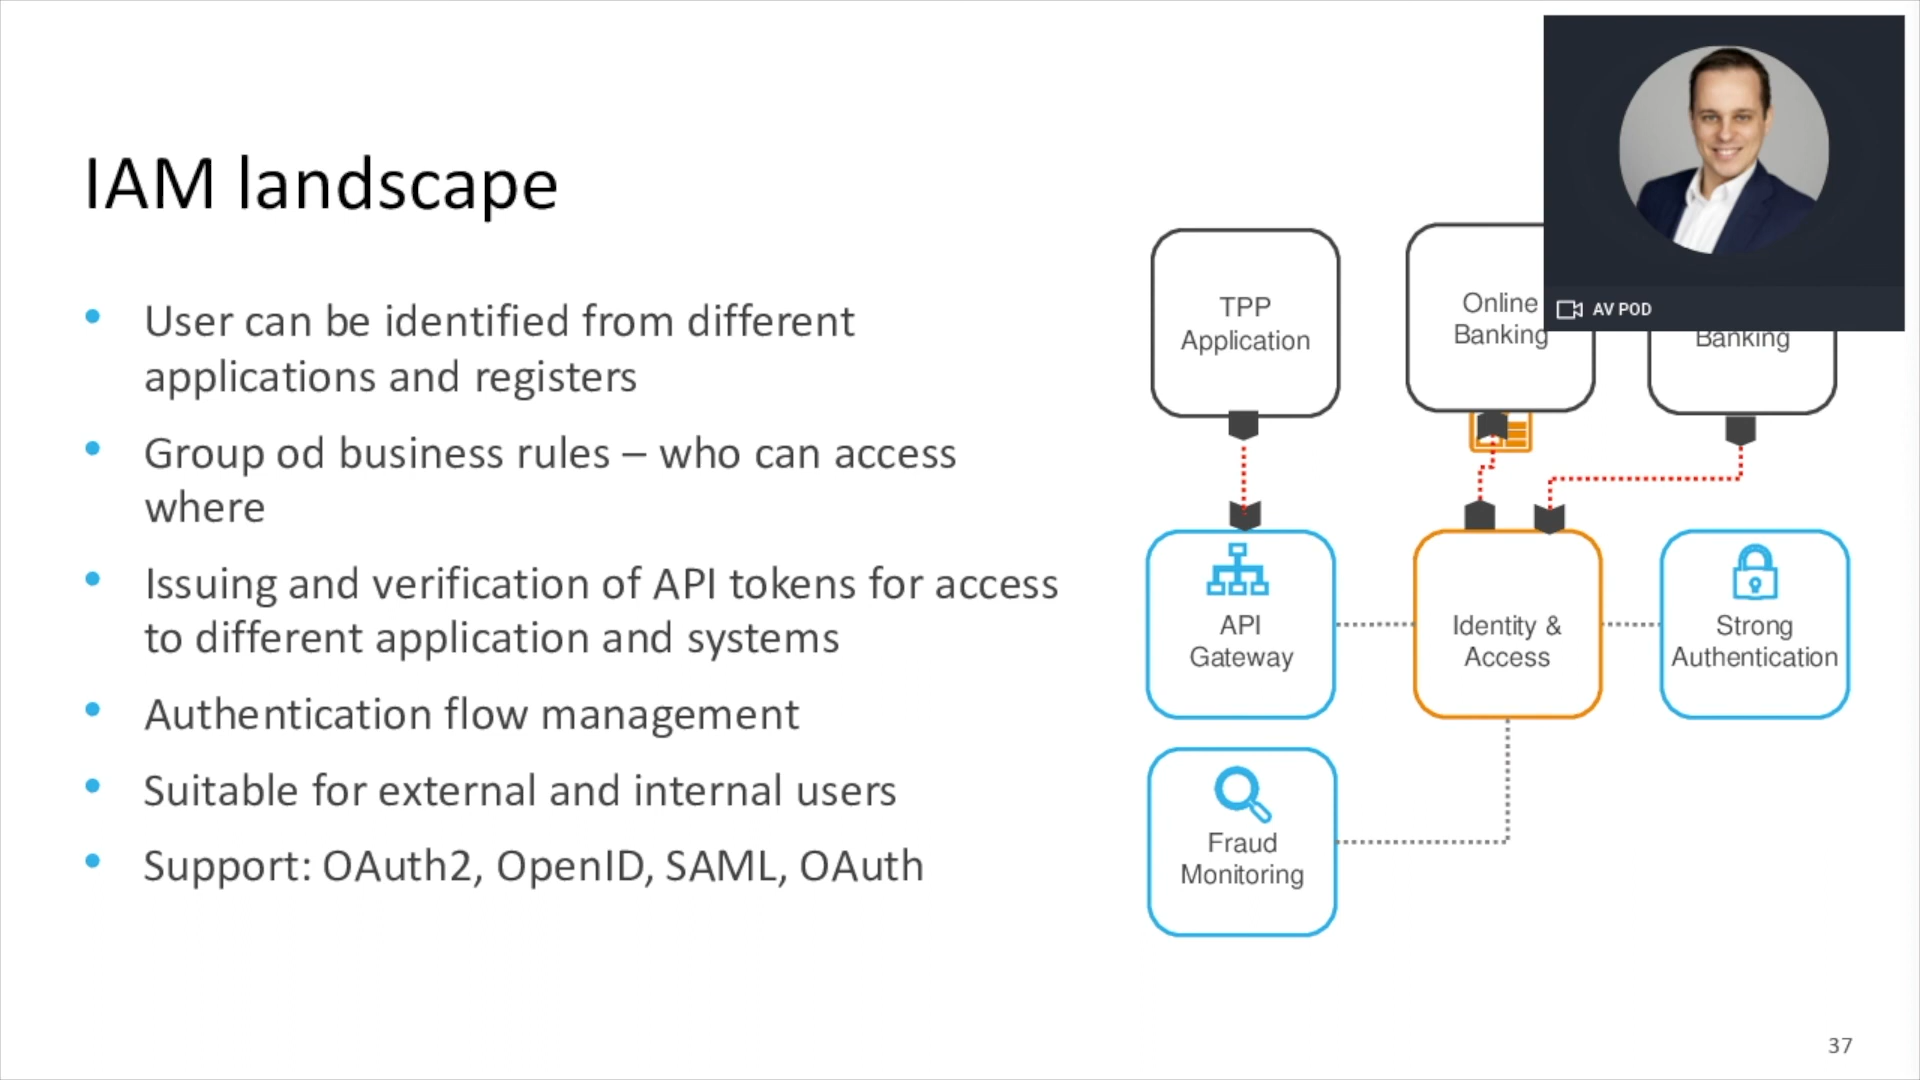 IAM landscape
• User can be identified from different
applications and registers
• Group od business rules – who can access
where
• Issuing and verification of API tokens for access
to different application and systems
• Authentication flow management
• Suitable for external and internal users
• Support: OAuth2, OpenID, SAML, OAuth
TPP
Application
Online
Banking
Banking
AV POD
API
Gateway
Identity &
Access
Strong
Authentication
Fraud
Monitoring
37